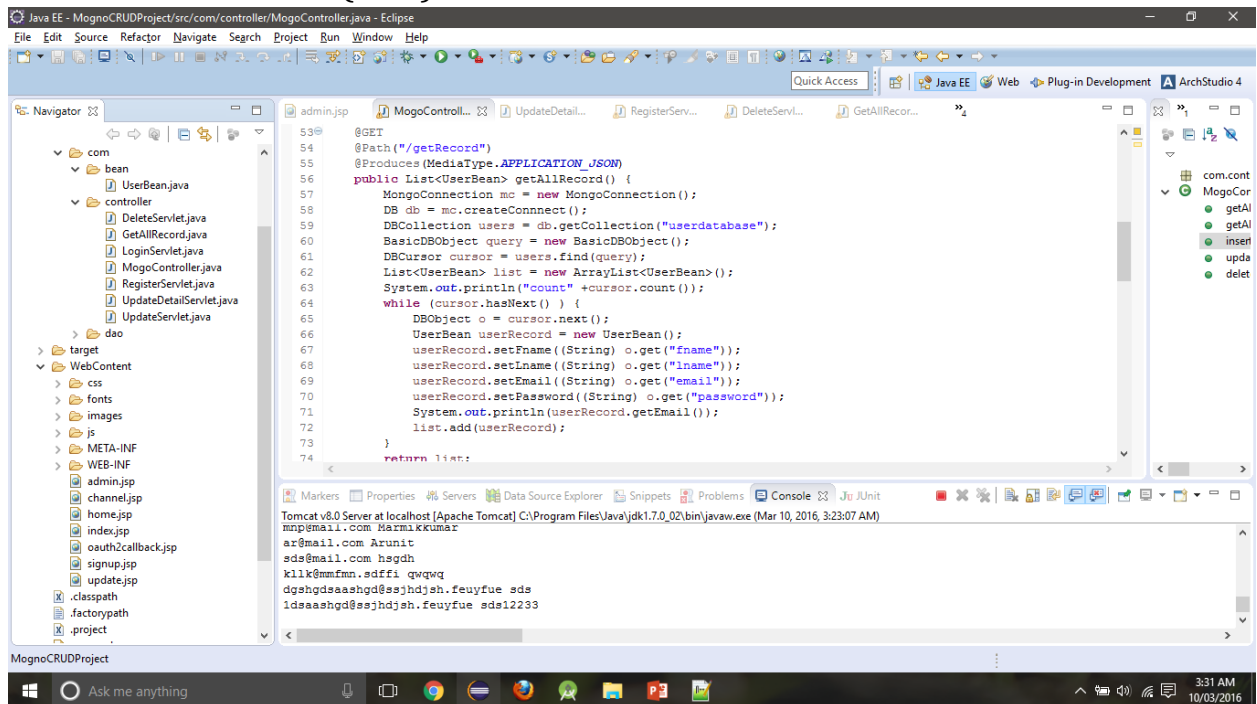 Java EE - MognoCRUDProject/src/com/controller/MogoController.java - Eclipse
File Edit Source Refactor Navigate Search Project Run Window Help
Quick Access Java EE Web Plug-in Development ArchStudio 4
Navigator
com
bean
UserBean.java
controller
DeleteServlet.java
GetAllRecord.java
LoginServlet.java
MogoController.java
RegisterServlet.java
UpdateDetailServlet.java
UpdateServlet.java
dao
target
WebContent
css
fonts
images
js
META-INF
WEB-INF
admin.jsp
channel.jsp
home.jsp
index.jsp
oauth2callback.jsp
signup.jsp
update.jsp
.classpath
.factorypath
.project
admin.jsp MogoControll... UpdateDetail... RegisterServ... DeleteServl... GetAllRecor... »4
53 @GET
54 @Path("/getRecord")
55 @Produces(MediaType.APPLICATION_JSON)
56 public List<UserBean> getAllRecord() {
57 MongoConnection mc = new MongoConnection();
58 DB db = mc.createConnnect();
59 DBCollection users = db.getCollection("userdatabase");
60 BasicDBObject query = new BasicDBObject();
61 DBCursor cursor = users.find(query);
62 List<UserBean> list = new ArrayList<UserBean>();
63 System.out.println("count" +cursor.count());
64 while (cursor.hasNext() ) {
65 DBObject o = cursor.next();
66 UserBean userRecord = new UserBean();
67 userRecord.setFname((String) o.get("fname"));
68 userRecord.setLname((String) o.get("lname"));
69 userRecord.setEmail((String) o.get("email"));
70 userRecord.setPassword((String) o.get("password"));
71 System.out.println(userRecord.getEmail());
72 list.add(userRecord);
73 }
74 return list;
»1
com.cont
MogoCor
getAl
getAl
insert
upda
delet
Markers Properties Servers Data Source Explorer Snippets Problems Console JUnit
Tomcat v8.0 Server at localhost [Apache Tomcat] C:\Program Files\Java\jdk1.7.0_02\bin\javaw.exe (Mar 10, 2016, 3:23:07 AM)
mnp@mail.com Marmikkumar
ar@mail.com Arunit
sds@mail.com hsgdh
kllk@mmfmn.sdffi qwqwq
dgshgdsaashgd@ssjhdjsh.feuyfue sds
1dsaashgd@ssjhdjsh.feuyfue sds12233
MognoCRUDProject
Ask me anything
3:31 AM
10/03/2016